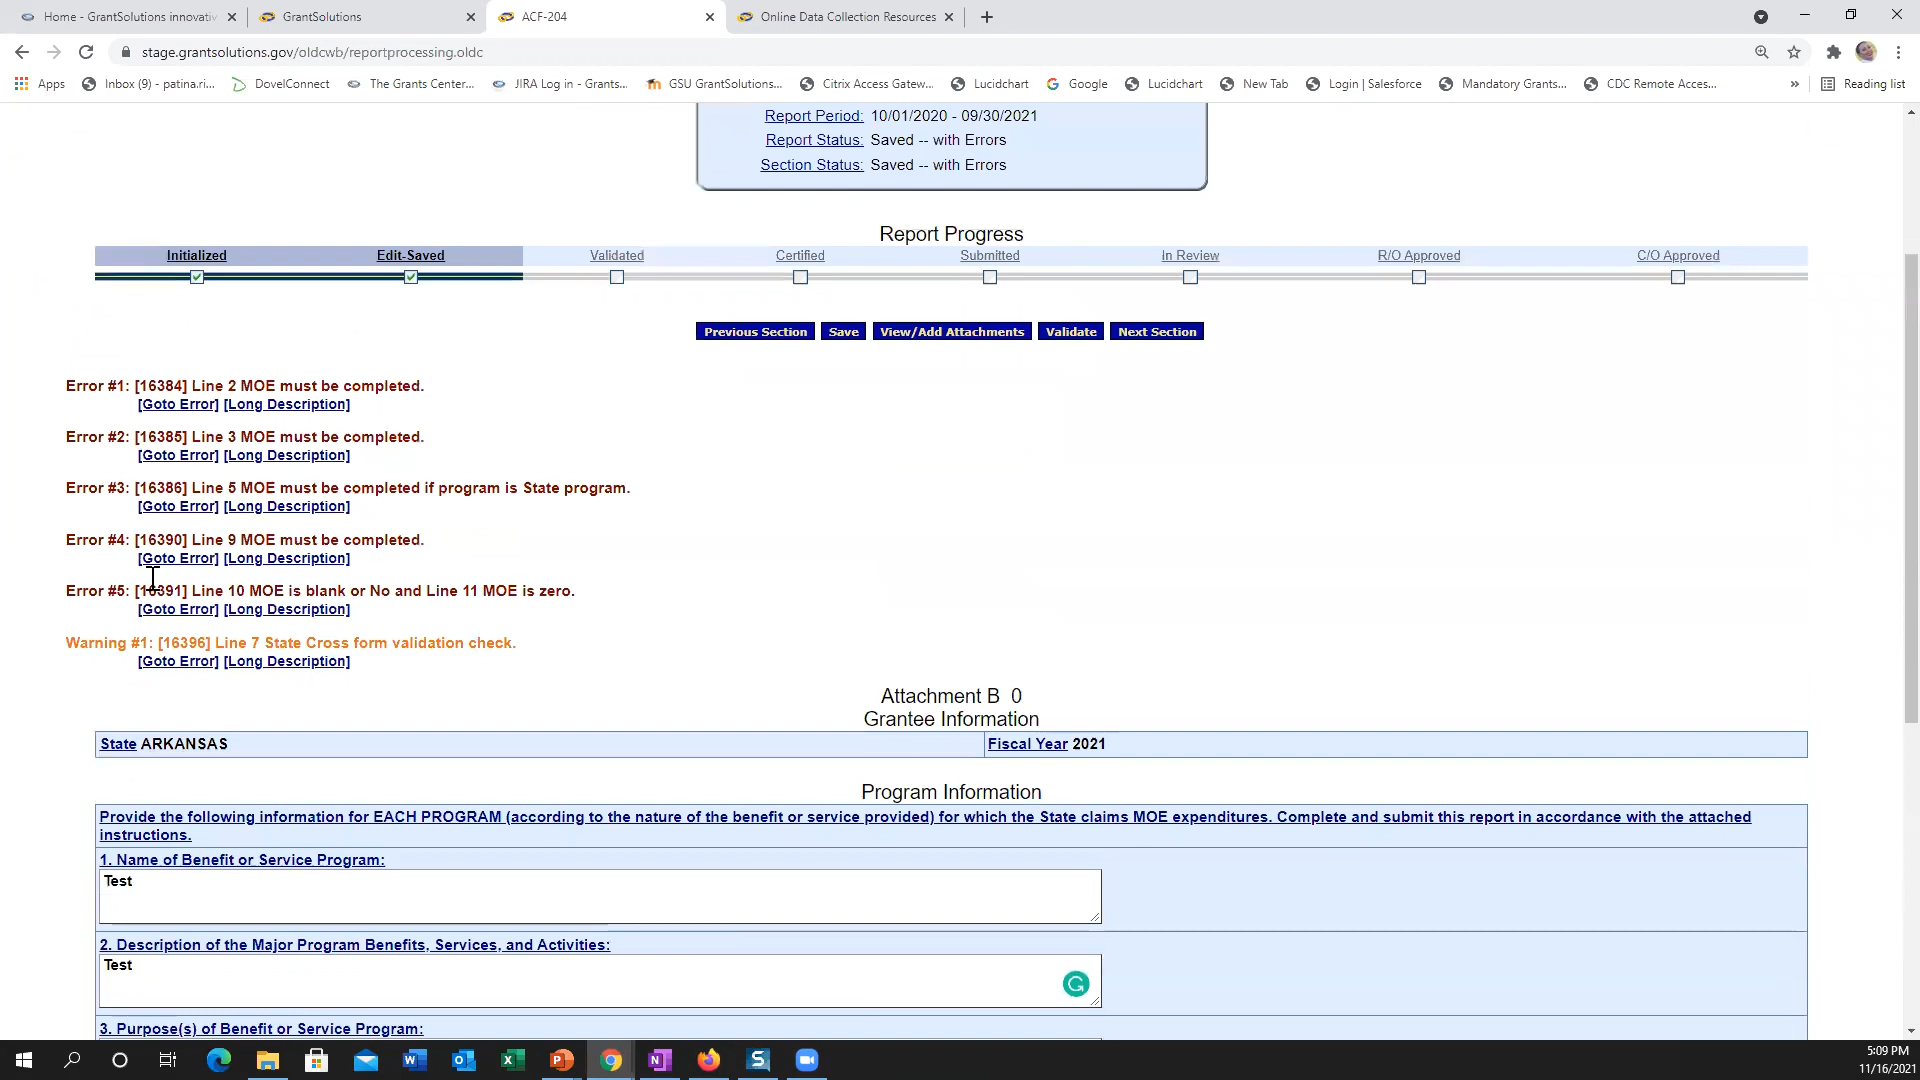 Home - GrantSolutions innovativ
GrantSolutions
ACF-204
Online Data Collection Resources
stage.grantsolutions.gov/oldcwb/reportprocessing.oldc
Apps
Inbox (9) - patina.ri...
DovelConnect
The Grants Center...
JIRA Log in - Grants...
GSU GrantSolutions...
Citrix Access Gatew...
Lucidchart
Google
Lucidchart
New Tab
Login | Salesforce
Mandatory Grants...
CDC Remote Acces...
»
Reading list
Report Period: 10/01/2020 - 09/30/2021
Report Status: Saved -- with Errors
Section Status: Saved -- with Errors
Report Progress
Initialized
Edit-Saved
Validated
Certified
Submitted
In Review
R/O Approved
C/O Approved
Previous Section
Save
View/Add Attachments
Validate
Next Section
Error #1: [16384] Line 2 MOE must be completed.
[Goto Error] [Long Description]
Error #2: [16385] Line 3 MOE must be completed.
[Goto Error] [Long Description]
Error #3: [16386] Line 5 MOE must be completed if program is State program.
[Goto Error] [Long Description]
Error #4: [16390] Line 9 MOE must be completed.
[Goto Error] [Long Description]
Error #5: [16391] Line 10 MOE is blank or No and Line 11 MOE is zero.
[Goto Error] [Long Description]
Warning #1: [16396] Line 7 State Cross form validation check.
[Goto Error] [Long Description]
Attachment B 0
Grantee Information
State ARKANSAS
Fiscal Year 2021
Program Information
Provide the following information for EACH PROGRAM (according to the nature of the benefit or service provided) for which the State claims MOE expenditures. Complete and submit this report in accordance with the attached
instructions.
1. Name of Benefit or Service Program:
Test
2. Description of the Major Program Benefits, Services, and Activities:
Test
3. Purpose(s) of Benefit or Service Program:
5:09 PM
11/16/2021